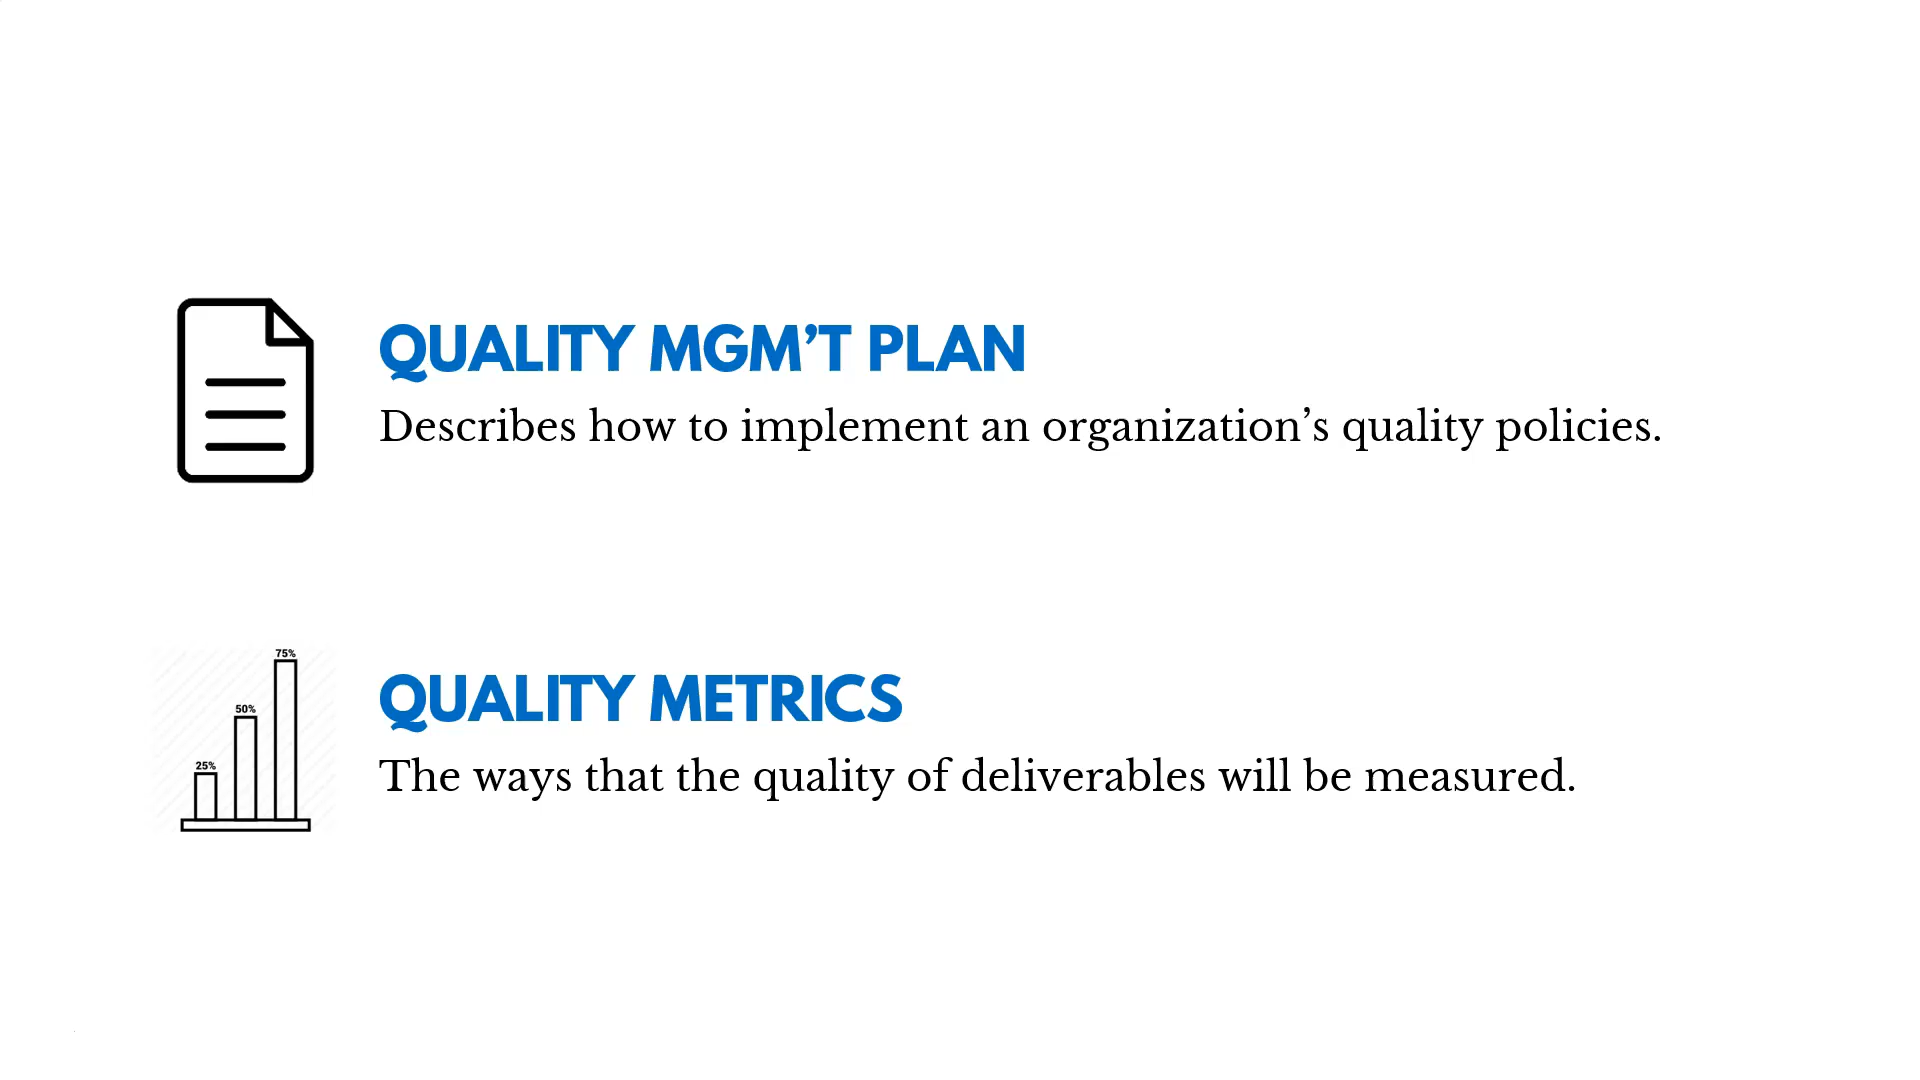 QUALITY MGM’T PLAN
Describes how to implement an organization’s quality policies.
75%
50%
25%
QUALITY METRICS
The ways that the quality of deliverables will be measured.